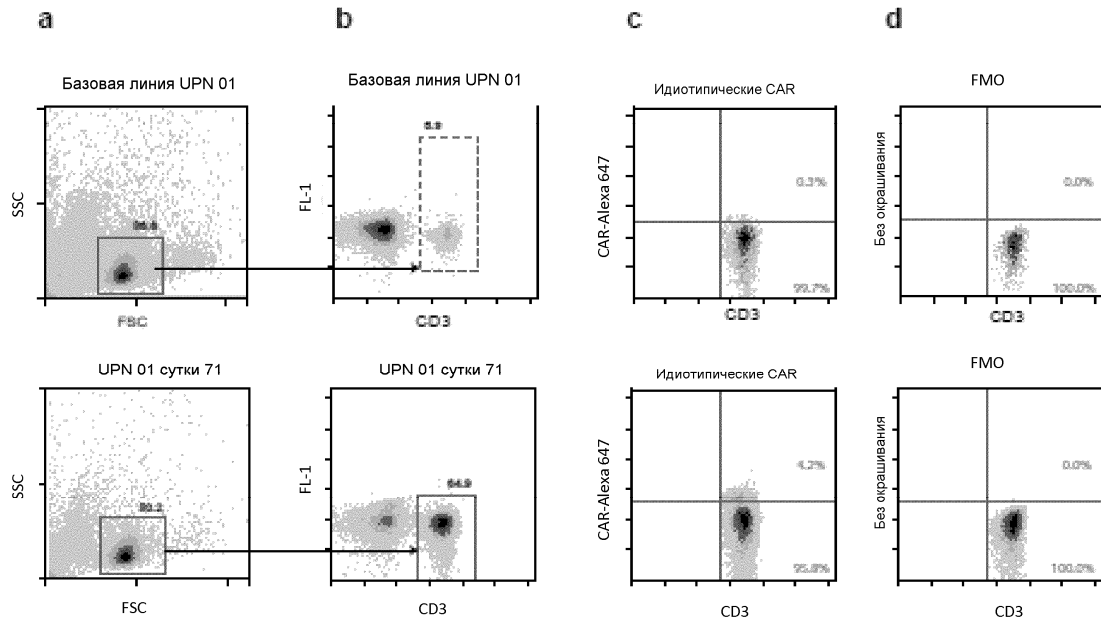 a
b
c
d
Базовая линия UPN 01
Базовая линия UPN 01
Идиотипические CAR
FMO
SSC
FSC
FL-1
CD3
CAR-Alexa 647
0.3%
99.7%
CD3
Без окрашивания
0.0%
100.0%
CD3
UPN 01 сутки 71
UPN 01 сутки 71
Идиотипические CAR
FMO
SSC
FSC
FL-1
64.9
CD3
CAR-Alexa 647
4.2%
95.8%
CD3
Без окрашивания
0.0%
100.0%
CD3